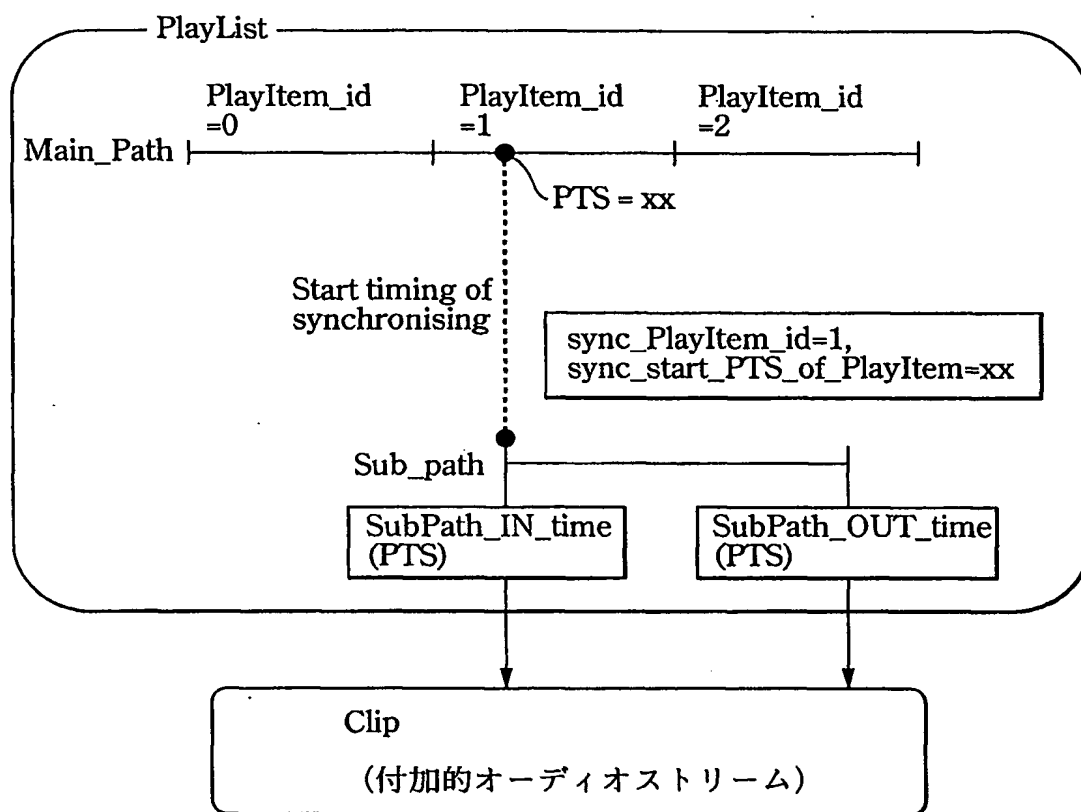 PlayList
PlayItem_id
=0
PlayItem_id
=1
PlayItem_id
=2
Main_Path
PTS = xx
Start timing of
synchronising
sync_PlayItem_id=1,
sync_start_PTS_of_PlayItem=xx
Sub_path
SubPath_IN_time
(PTS)
SubPath_OUT_time
(PTS)
Clip
(付加的オーディオストリーム)